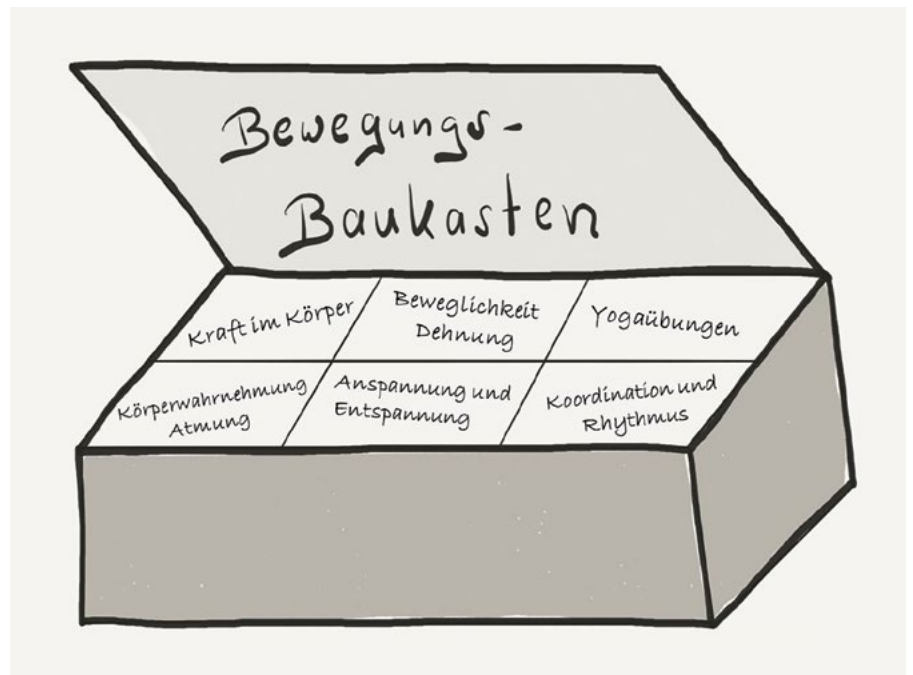 Bewegungs-
Baukasten
Kraft im Körper
Beweglichkeit
Dehnung
Yogaübungen
Körperwahrnehmung
Atmung
Anspannung und
Entspannung
Koordination und
Rhythmus